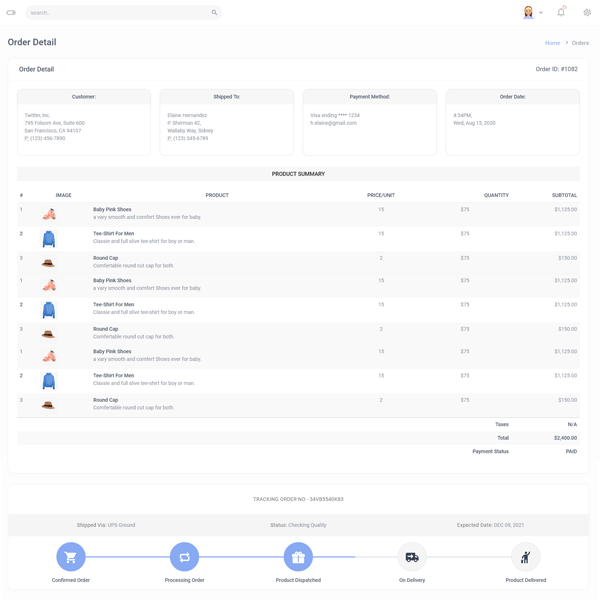 search..
Order Detail
Home > Orders
Order Detail
Order ID: #1082
Customer:
Twitter, Inc.
795 Folsom Ave, Suite 600
San Francisco, CA 94107
P: (123) 456-7890
Shipped To:
Elaine Hernandez
P. Sherman 42,
Wallaby Way, Sidney
P: (123) 345-6789
Payment Method:
Visa ending **** 1234
h.elaine@gmail.com
Order Date:
4:34PM,
Wed, Aug 13, 2020
PRODUCT SUMMARY
# IMAGE PRODUCT PRICE/UNIT QUANTITY SUBTOTAL
1 Baby Pink Shoes 15 $75 $1,125.00
a vary smooth and comfort Shoes ever for baby.
2 Tee-Shirt For Men 15 $75 $1,125.00
Classie and full slive tee-shirt for boy or man.
3 Round Cap 2 $75 $150.00
Comfortable round cut cap for both.
1 Baby Pink Shoes 15 $75 $1,125.00
a vary smooth and comfort Shoes ever for baby.
2 Tee-Shirt For Men 15 $75 $1,125.00
Classie and full slive tee-shirt for boy or man.
3 Round Cap 2 $75 $150.00
Comfortable round cut cap for both.
1 Baby Pink Shoes 15 $75 $1,125.00
a vary smooth and comfort Shoes ever for baby.
2 Tee-Shirt For Men 15 $75 $1,125.00
Classie and full slive tee-shirt for boy or man.
3 Round Cap 2 $75 $150.00
Comfortable round cut cap for both.
Taxes N/A
Total $2,400.00
Payment Status PAID
TRACKING ORDER NO - 34VB5540K83
Shipped Via: UPS Ground
Status: Checking Quality
Expected Date: DEC 09, 2021
Confirmed Order
Processing Order
Product Dispatched
On Delivery
Product Delivered